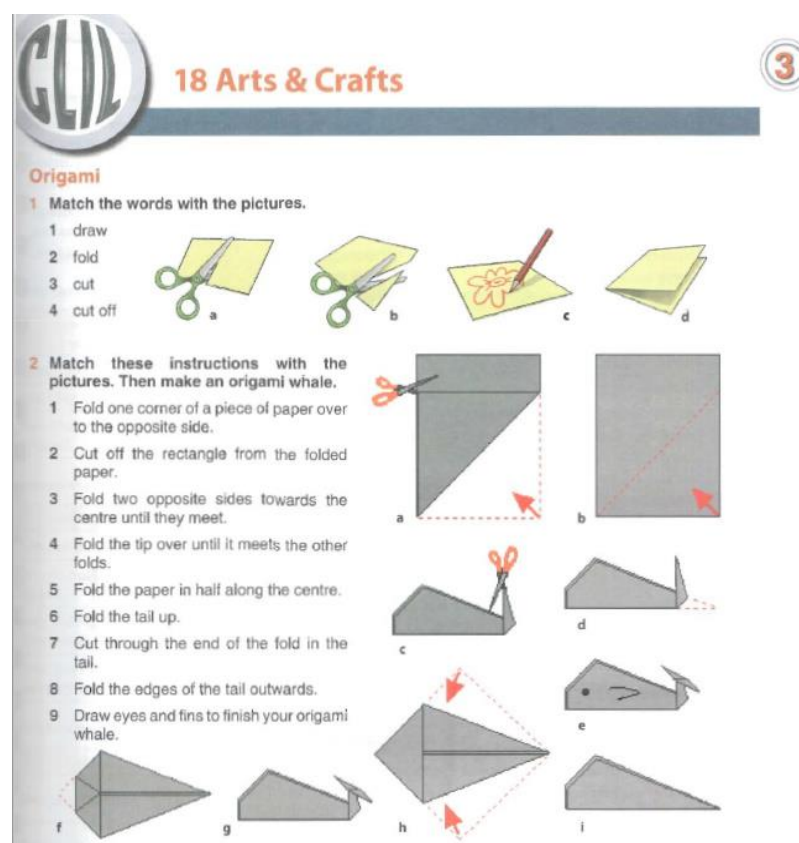 CLIL
18 Arts & Crafts
3
Origami
1 Match the words with the pictures.
1 draw
2 fold
3 cut
4 cut off
a
b
c
d
2 Match these instructions with the
pictures. Then make an origami whale.
1 Fold one corner of a piece of paper over
to the opposite side.
2 Cut off the rectangle from the folded
paper.
3 Fold two opposite sides towards the
centre until they meet.
4 Fold the tip over until it meets the other
folds.
5 Fold the paper in half along the centre.
6 Fold the tail up.
7 Cut through the end of the fold in the
tail.
8 Fold the edges of the tail outwards.
9 Draw eyes and fins to finish your origami
whale.
a
b
c
d
e
f
g
h
i